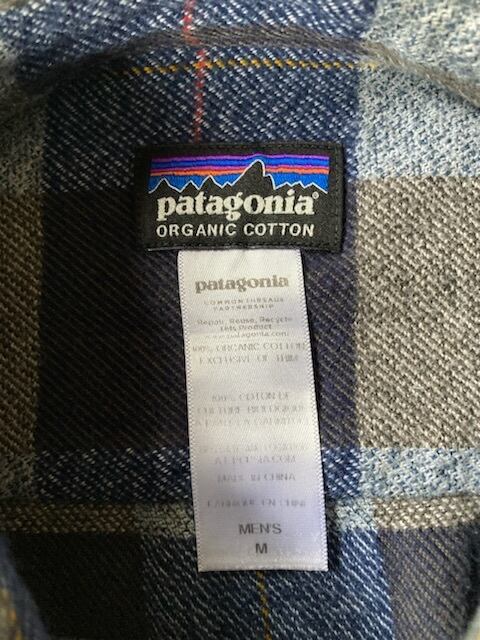 patagonia®
ORGANIC COTTON
patagonia
COMMON THREADS
PARTNERSHIP
Repair, Reuse, Recycle
this Product
www.patagonia.com
100% ORGANIC COTTON
EXCLUSIVE OF TRIM
100% COTON DE
CULTURE BIOLOGIQUE
MADE IN CHINA
FABRIQUÉ EN CHINE
MEN'S
M